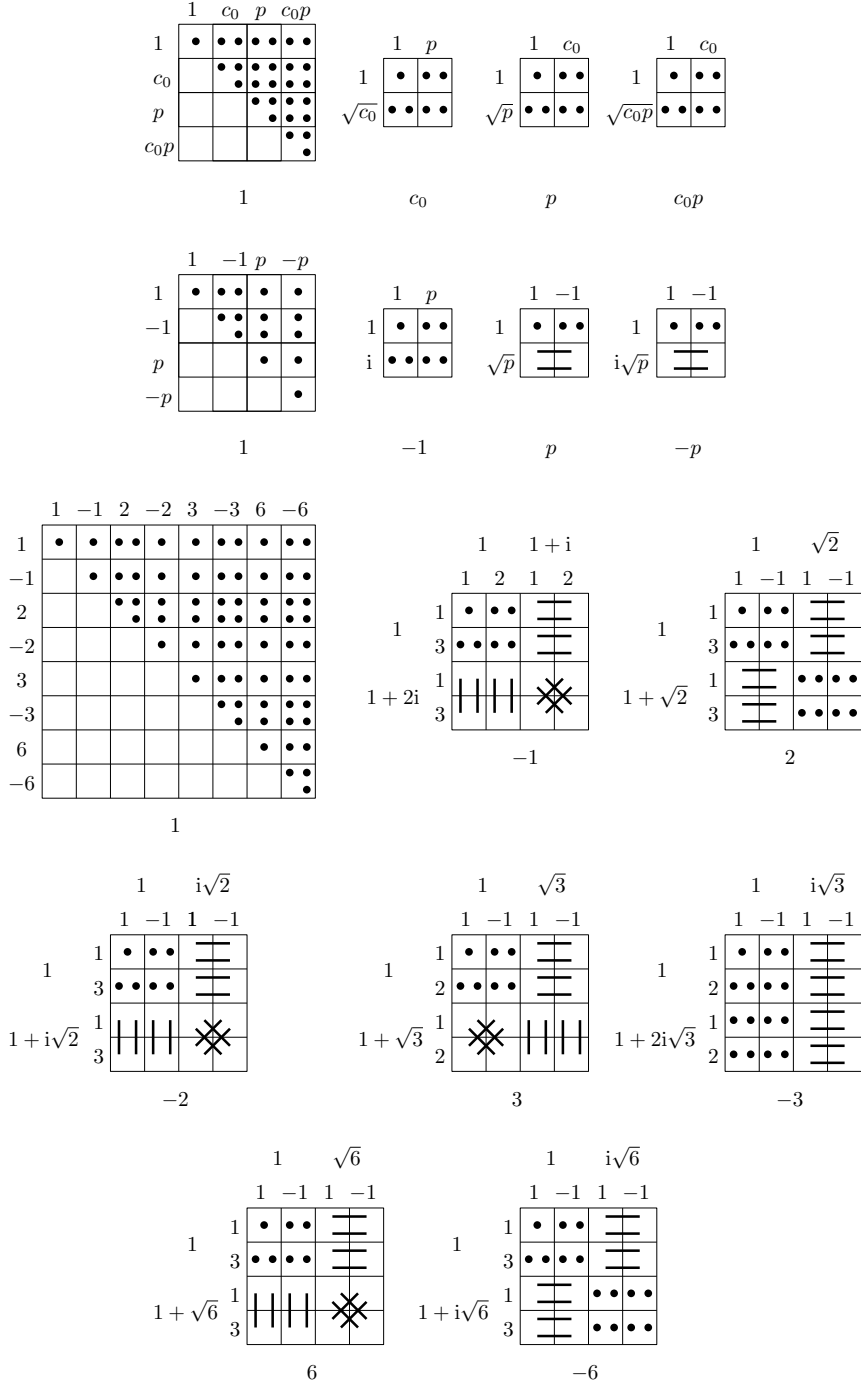 1 c₀ p c₀p
1
c₀
p
c₀p
1
1 p
1
√c₀
c₀
1 c₀
1
√p
p
1 c₀
1
√c₀p
c₀p
1 −1 p −p
1
−1
p
−p
1
1 p
1
i
−1
1 −1
1
√p
p
1 −1
1
i√p
−p
1 −1 2 −2 3 −3 6 −6
1
−1
2
−2
3
−3
6
−6
1
1 1 + i
1 2 1 2
1
1
3
1 + 2i
1
3
−1
1 √2
1 −1 1 −1
1
1
3
1 + √2
1
3
2
1 i√2
1 −1 1 −1
1
1
3
1 + i√2
1
3
−2
1 √3
1 −1 1 −1
1
1
2
1 + √3
1
2
3
1 i√3
1 −1 1 −1
1
1
2
1 + 2i√3
1
2
−3
1 √6
1 −1 1 −1
1
1
3
1 + √6
1
3
6
1 i√6
1 −1 1 −1
1
1
3
1 + i√6
1
3
−6